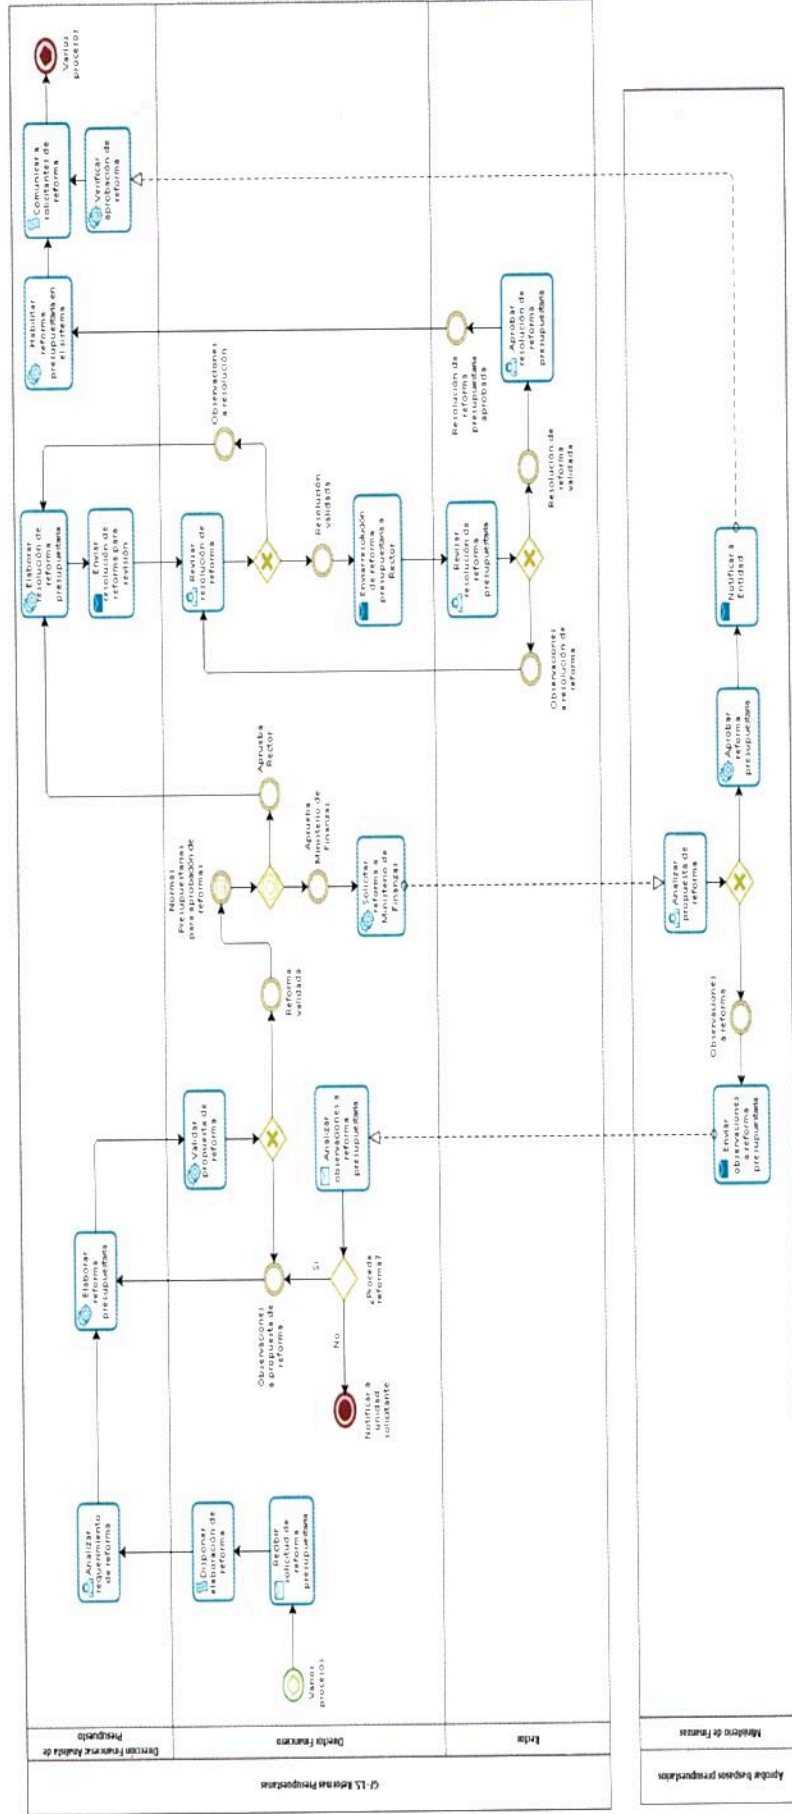 GF-1.5. Reformas Presupuestarias
Dirección Financiera: Analista de
Presupuesto
Director Financiero
Rector
Varios
procesos
Recibir
solicitud de
reforma
presupuestaria
Disponer
elaboración de
reforma
Analizar
requerimiento
de reforma
Elaborar
reforma
presupuestaria
Validar
propuesta de
reforma
Observaciones
a propuesta de
reforma
Analizar
observaciones a
reforma
presupuestaria
¿Procede
reforma?
Si
No
Notificar a
unidad
solicitante
Reforma
validada
Normas
Presupuestarias
para aprobación de
reformas
Aprueba
Rector
Aprueba
Ministerio de
Finanzas
Solicitar
reforma a
Ministerio de
Finanzas
Elaborar
resolución de
reforma
presupuestaria
Enviar
resolución de
reforma para
revisión
Revisar
resolución de
reforma
Observaciones
a resolución
Resolución
validada
Enviar resolución
de reforma
presupuestaria a
Rector
Revisar
resolución de
reforma
presupuestaria
Observaciones
a resolución de
reforma
Resolución de
reforma
validada
Aprobar
resolución de
reforma
presupuestaria
Resolución de
reforma
presupuestaria
aprobada
Habilitar
reforma
presupuestaria en
el sistema
Comunicar a
solicitantes de
reforma
Verificar
aprobación de
reforma
Varios
procesos
Aprobar traspasos presupuestarios
Ministerio de Finanzas
Analizar
propuesta de
reforma
Observaciones
a reforma
Enviar
observaciones
a reforma
presupuestaria
Aprobar
reforma
presupuestaria
Notificar a
Entidad